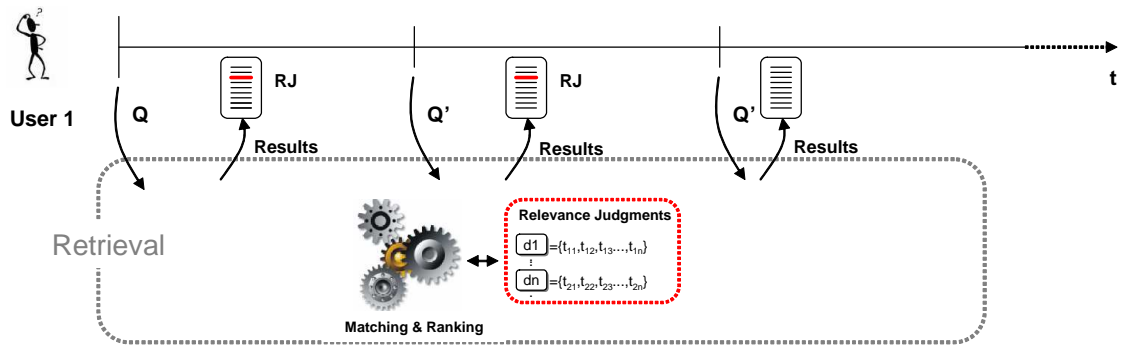 ?
RJ
RJ
t
User 1
Q
Q’
Q’
Results
Results
Results
Retrieval
Relevance Judgments
d1 ={t11,t12,t13...,t1n}
dn ={t21,t22,t23...,t2n}
Matching & Ranking